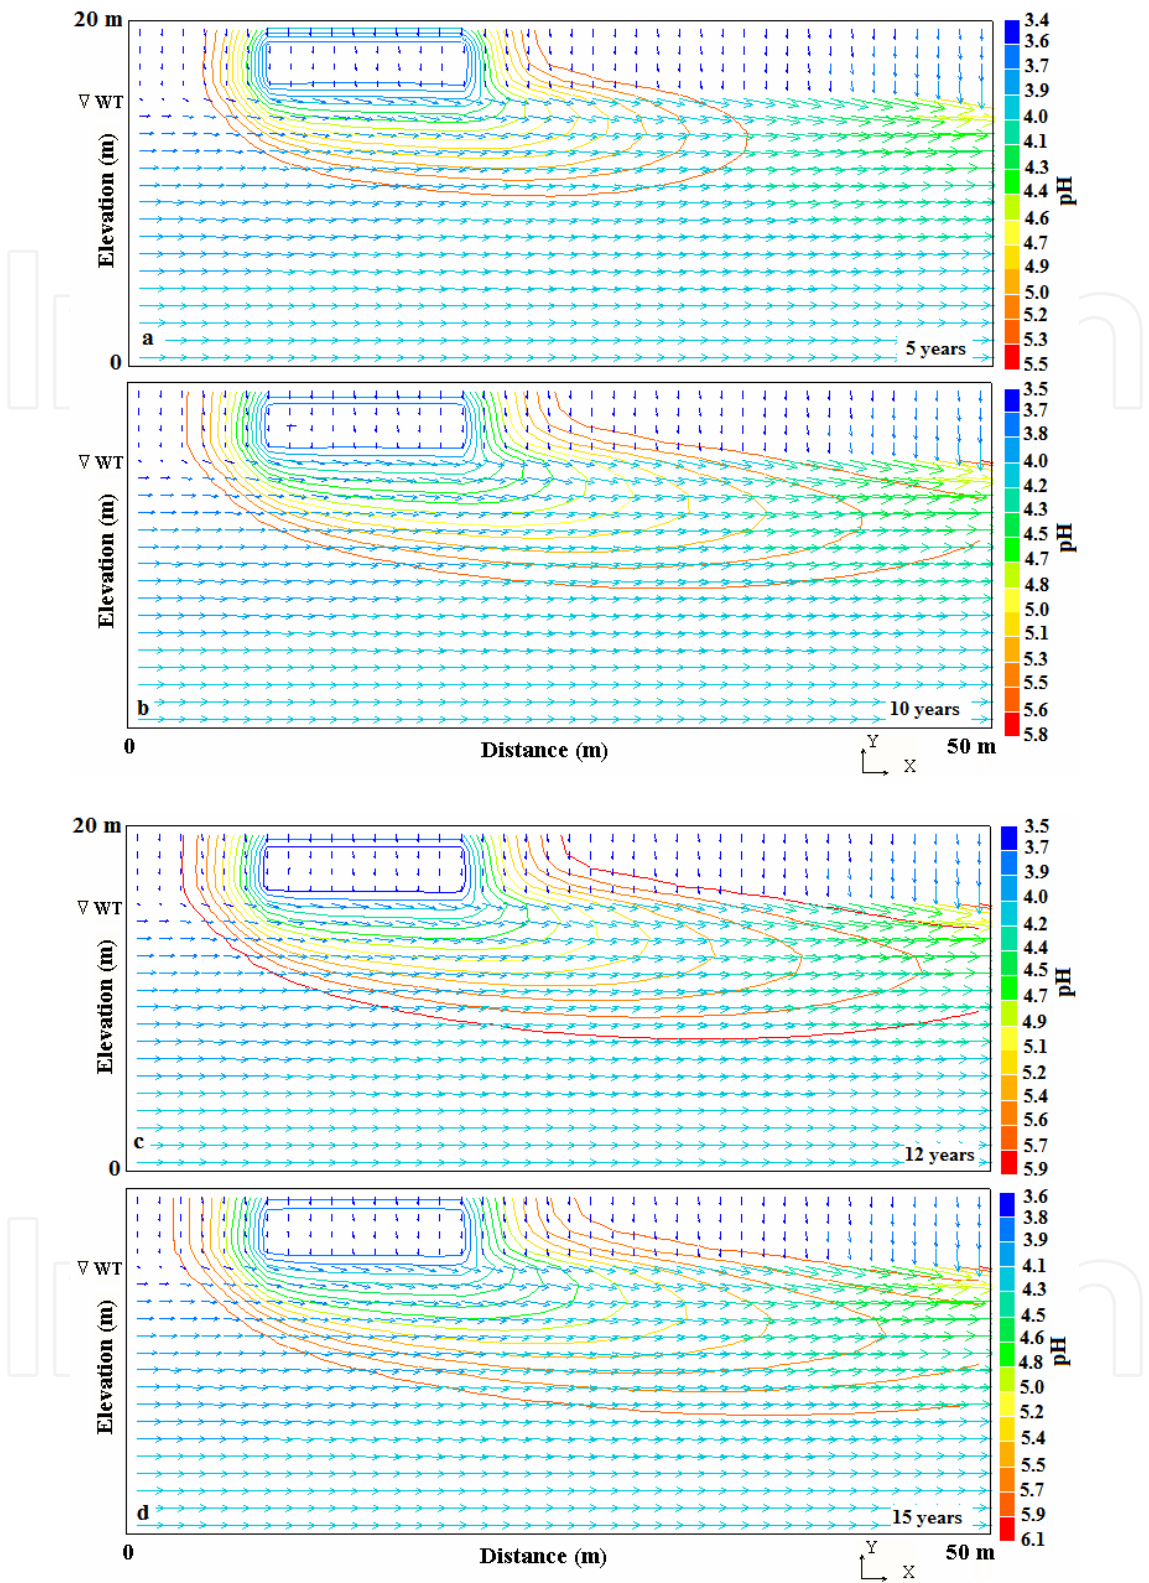 20 m
3.4
3.6
3.7
3.9
4.0
4.1
4.3
4.4
4.6
4.7
4.9
5.0
5.2
5.3
5.5
pH
▽ WT
Elevation (m)
a
5 years
0
3.5
3.7
3.8
4.0
4.2
4.3
4.5
4.7
4.8
5.0
5.1
5.3
5.5
5.6
5.8
pH
▽ WT
Elevation (m)
b
10 years
0
Distance (m)
50 m
Y
X
20 m
3.5
3.7
3.9
4.0
4.2
4.4
4.5
4.7
4.9
5.1
5.2
5.4
5.6
5.7
5.9
pH
▽ WT
Elevation (m)
c
12 years
0
3.6
3.8
3.9
4.1
4.3
4.5
4.6
4.8
5.0
5.2
5.4
5.5
5.7
5.9
6.1
pH
▽ WT
Elevation (m)
d
15 years
0
Distance (m)
50 m
Y
X